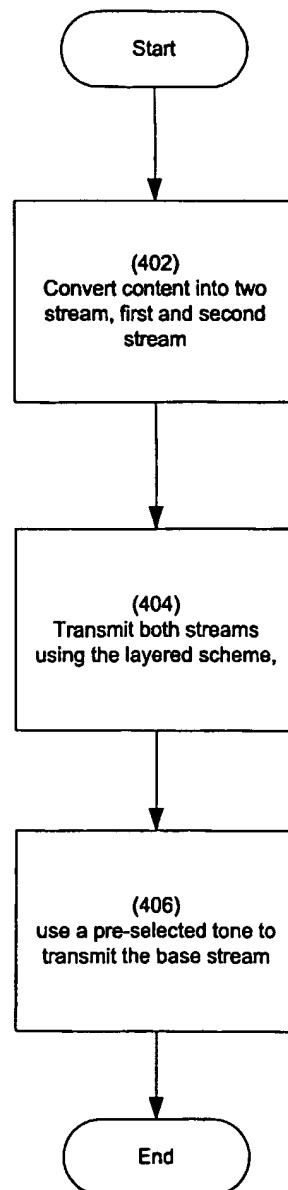 Start
(402)
Convert content into two
stream, first and second
stream
(404)
Transmit both streams
using the layered scheme,
(406)
use a pre-selected tone to
transmit the base stream
End